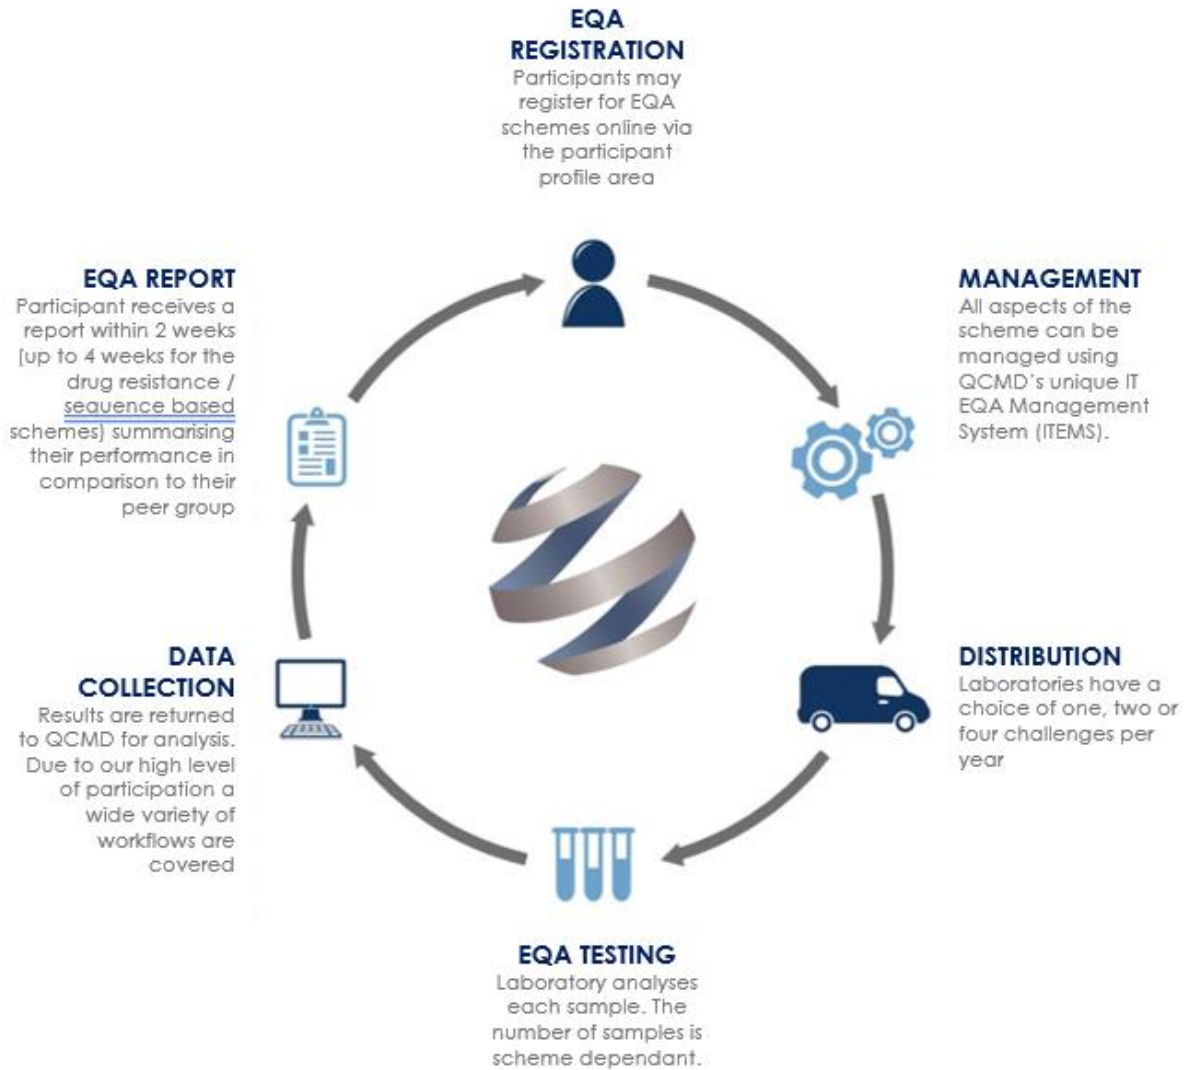 EQA
REGISTRATION
Participants may
register for EQA
schemes online via
the participant
profile area
MANAGEMENT
All aspects of the
scheme can be
managed using
QCMD's unique IT
EQA Management
System (ITEMS).
DISTRIBUTION
Laboratories have a
choice of one, two or
four challenges per
year
EQA TESTING
Laboratory analyses
each sample. The
number of samples is
scheme dependant.
DATA
COLLECTION
Results are returned
to QCMD for analysis.
Due to our high level
of participation a
wide variety of
workflows are
covered
EQA REPORT
Participant receives a
report within 2 weeks
(up to 4 weeks for the
drug resistance /
sequence based
schemes) summarising
their performance in
comparison to their
peer group